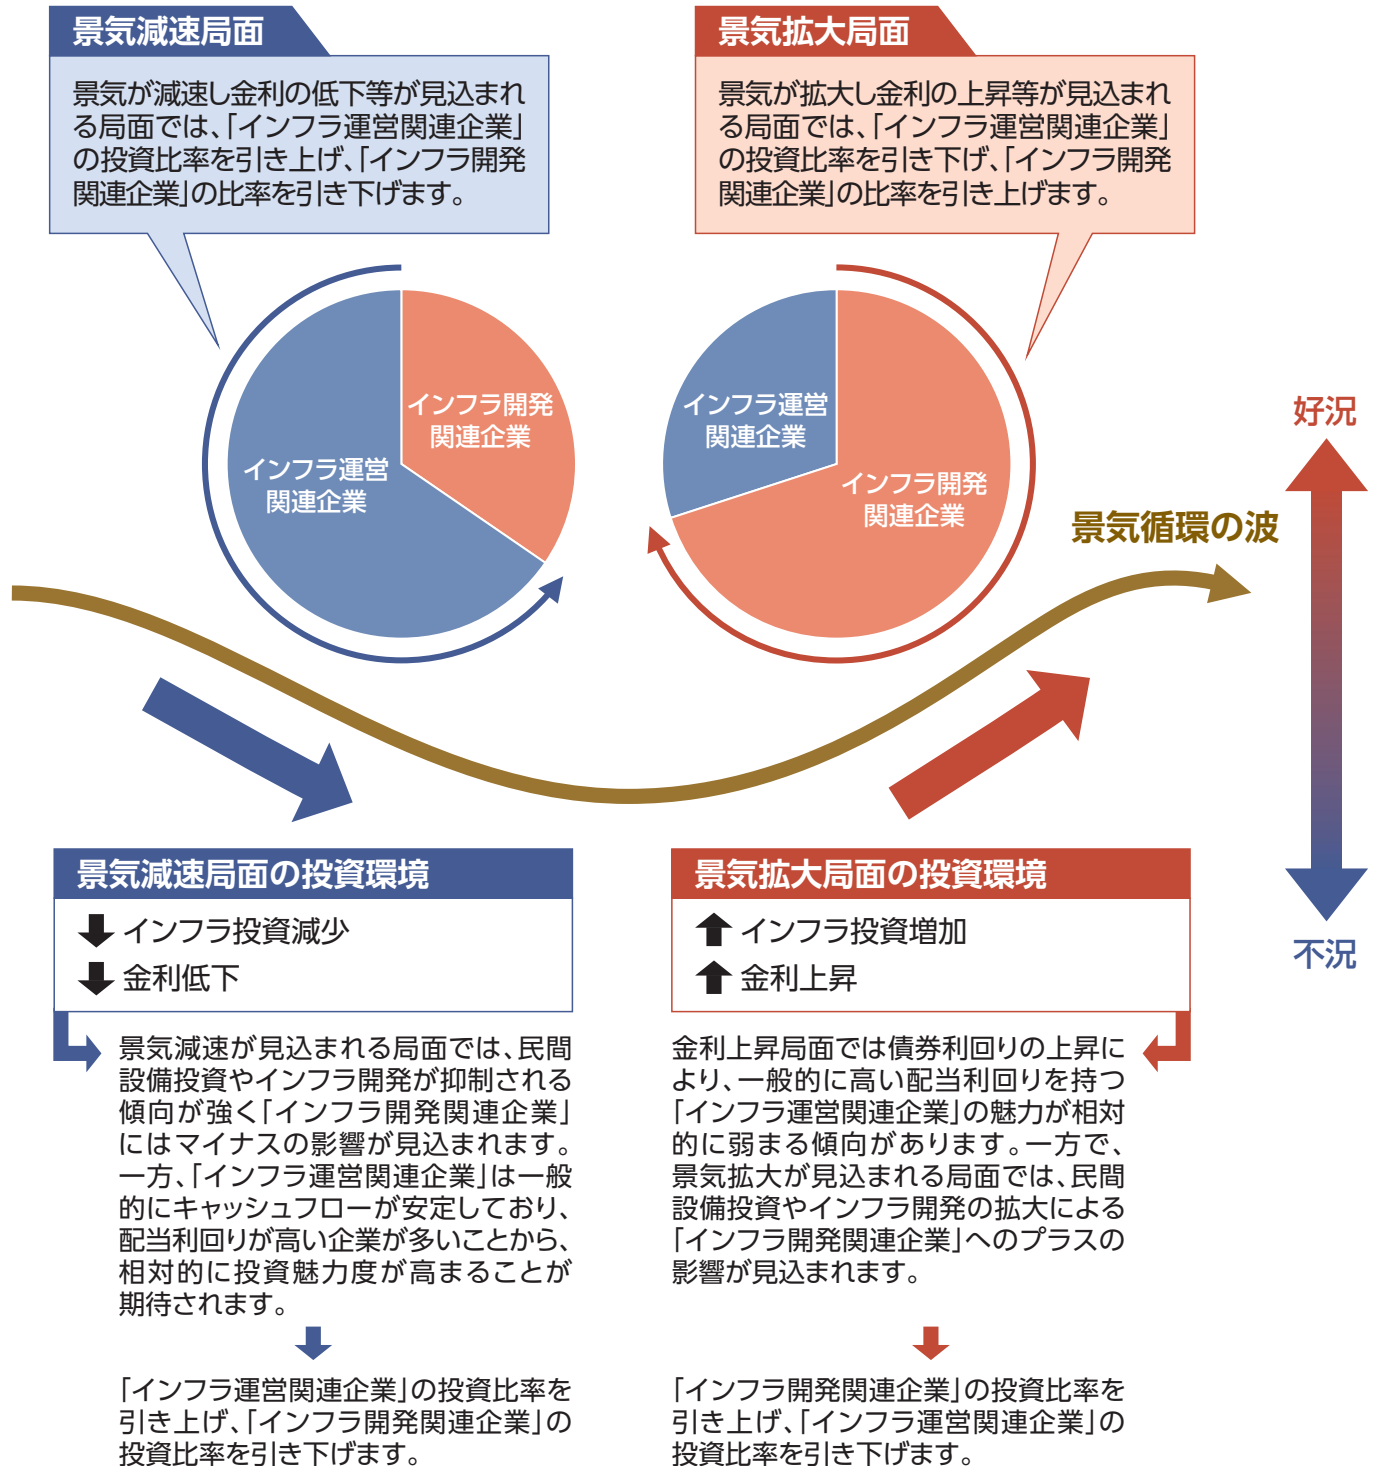 景気減速局面
景気が減速し金利の低下等が見込まれ
る局面では、「インフラ運営関連企業」
の投資比率を引き上げ、「インフラ開発
関連企業」の比率を引き下げます。
景気拡大局面
景気が拡大し金利の上昇等が見込まれ
る局面では、「インフラ運営関連企業」
の投資比率を引き下げ、「インフラ開発
関連企業」の比率を引き上げます。
インフラ開発
関連企業
インフラ運営
関連企業
インフラ運営
関連企業
インフラ開発
関連企業
好況
景気循環の波
不況
景気減速局面の投資環境
インフラ投資減少
金利低下
景気減速が見込まれる局面では、民間
設備投資やインフラ開発が抑制される
傾向が強く「インフラ開発関連企業」
にはマイナスの影響が見込まれます。
一方、「インフラ運営関連企業」は一般
的にキャッシュフローが安定しており、
配当利回りが高い企業が多いことから、
相対的に投資魅力度が高まることが
期待されます。
「インフラ運営関連企業」の投資比率を
引き上げ、「インフラ開発関連企業」の
投資比率を引き下げます。
景気拡大局面の投資環境
インフラ投資増加
金利上昇
金利上昇局面では債券利回りの上昇に
より、一般的に高い配当利回りを持つ
「インフラ運営関連企業」の魅力が相対
的に弱まる傾向があります。一方で、
景気拡大が見込まれる局面では、民間
設備投資やインフラ開発の拡大による
「インフラ開発関連企業」へのプラスの
影響が見込まれます。
「インフラ開発関連企業」の投資比率を
引き上げ、「インフラ運営関連企業」の
投資比率を引き下げます。